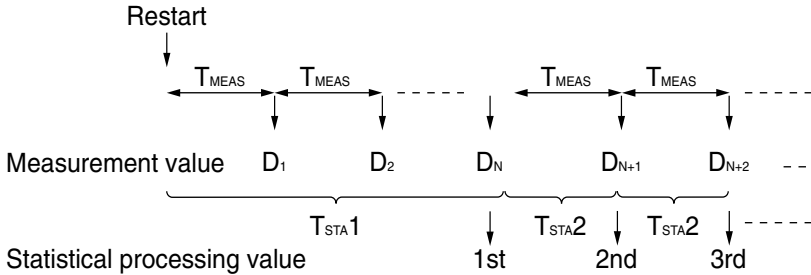 Restart
TMEAS TMEAS TMEAS TMEAS
Measurement value D1 D2 DN DN+1 DN+2
TSTA1 TSTA2 TSTA2
Statistical processing value 1st 2nd 3rd